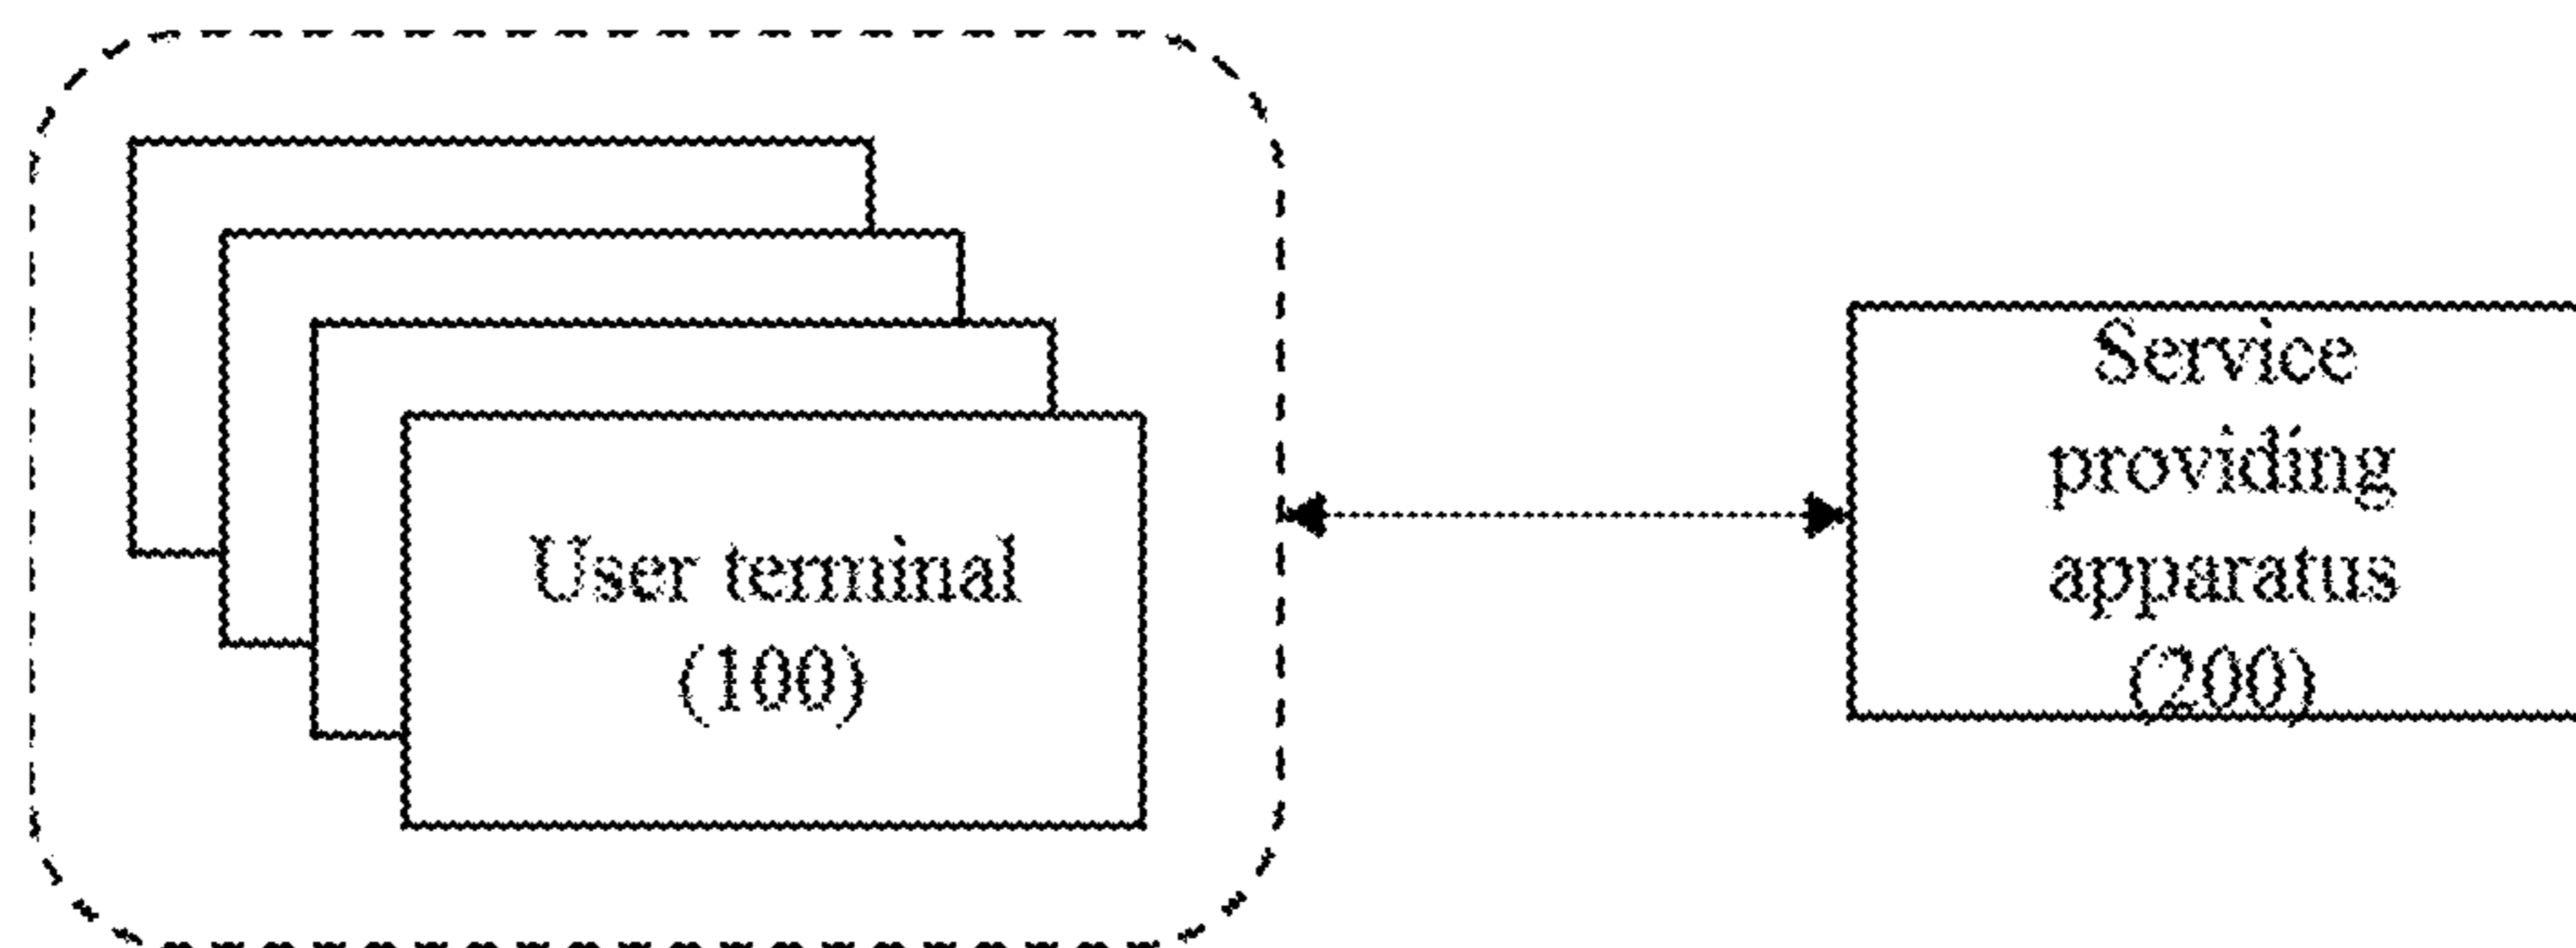 User terminal
(100)
Service
providing
apparatus
(200)